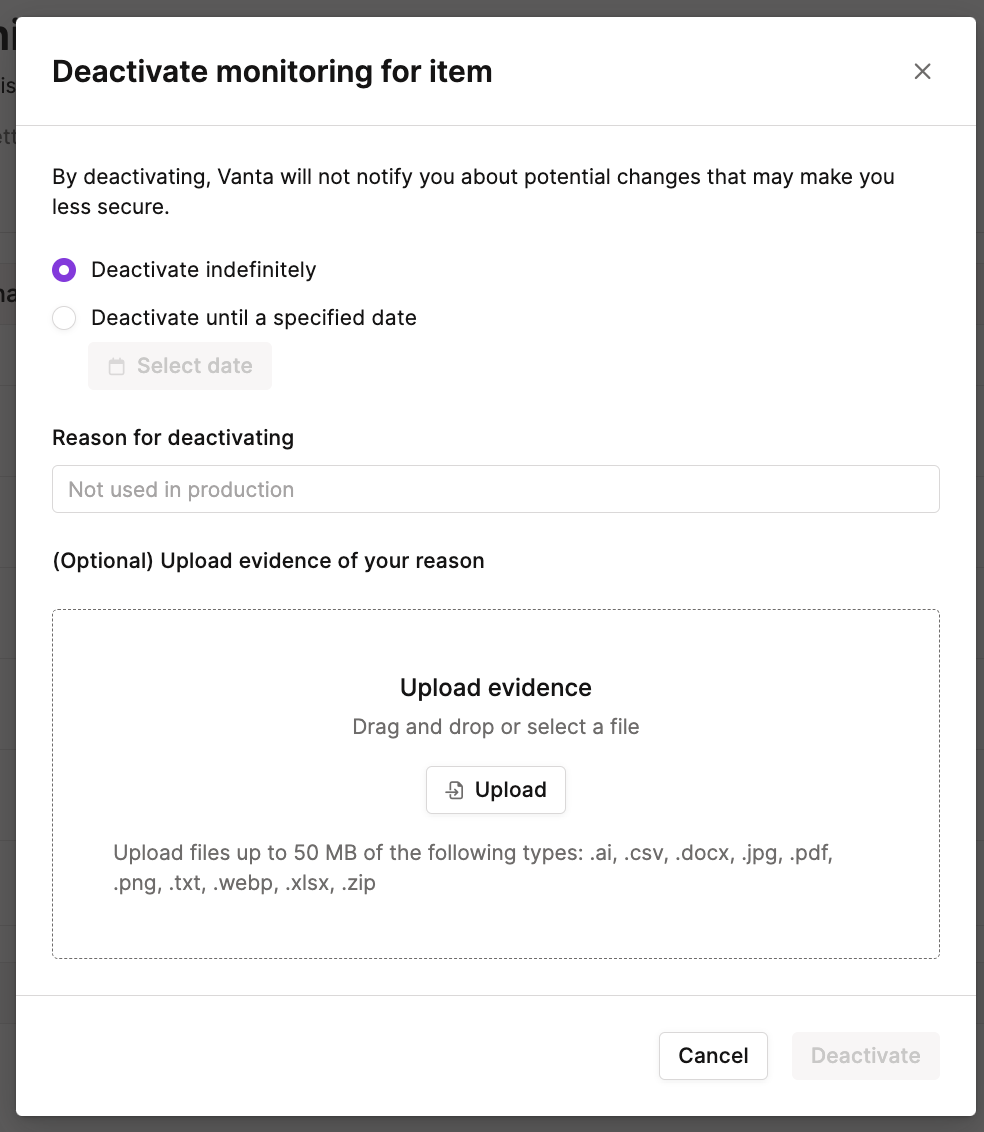 Deactivate monitoring for item
By deactivating, Vanta will not notify you about potential changes that may make you
less secure.
Deactivate indefinitely
Deactivate until a specified date
Select date
Reason for deactivating
Not used in production
(Optional) Upload evidence of your reason
Upload evidence
Drag and drop or select a file
Upload
Upload files up to 50 MB of the following types: .ai, .csv, .docx, .jpg, .pdf,
.png, .txt, .webp, .xlsx, .zip
Cancel
Deactivate